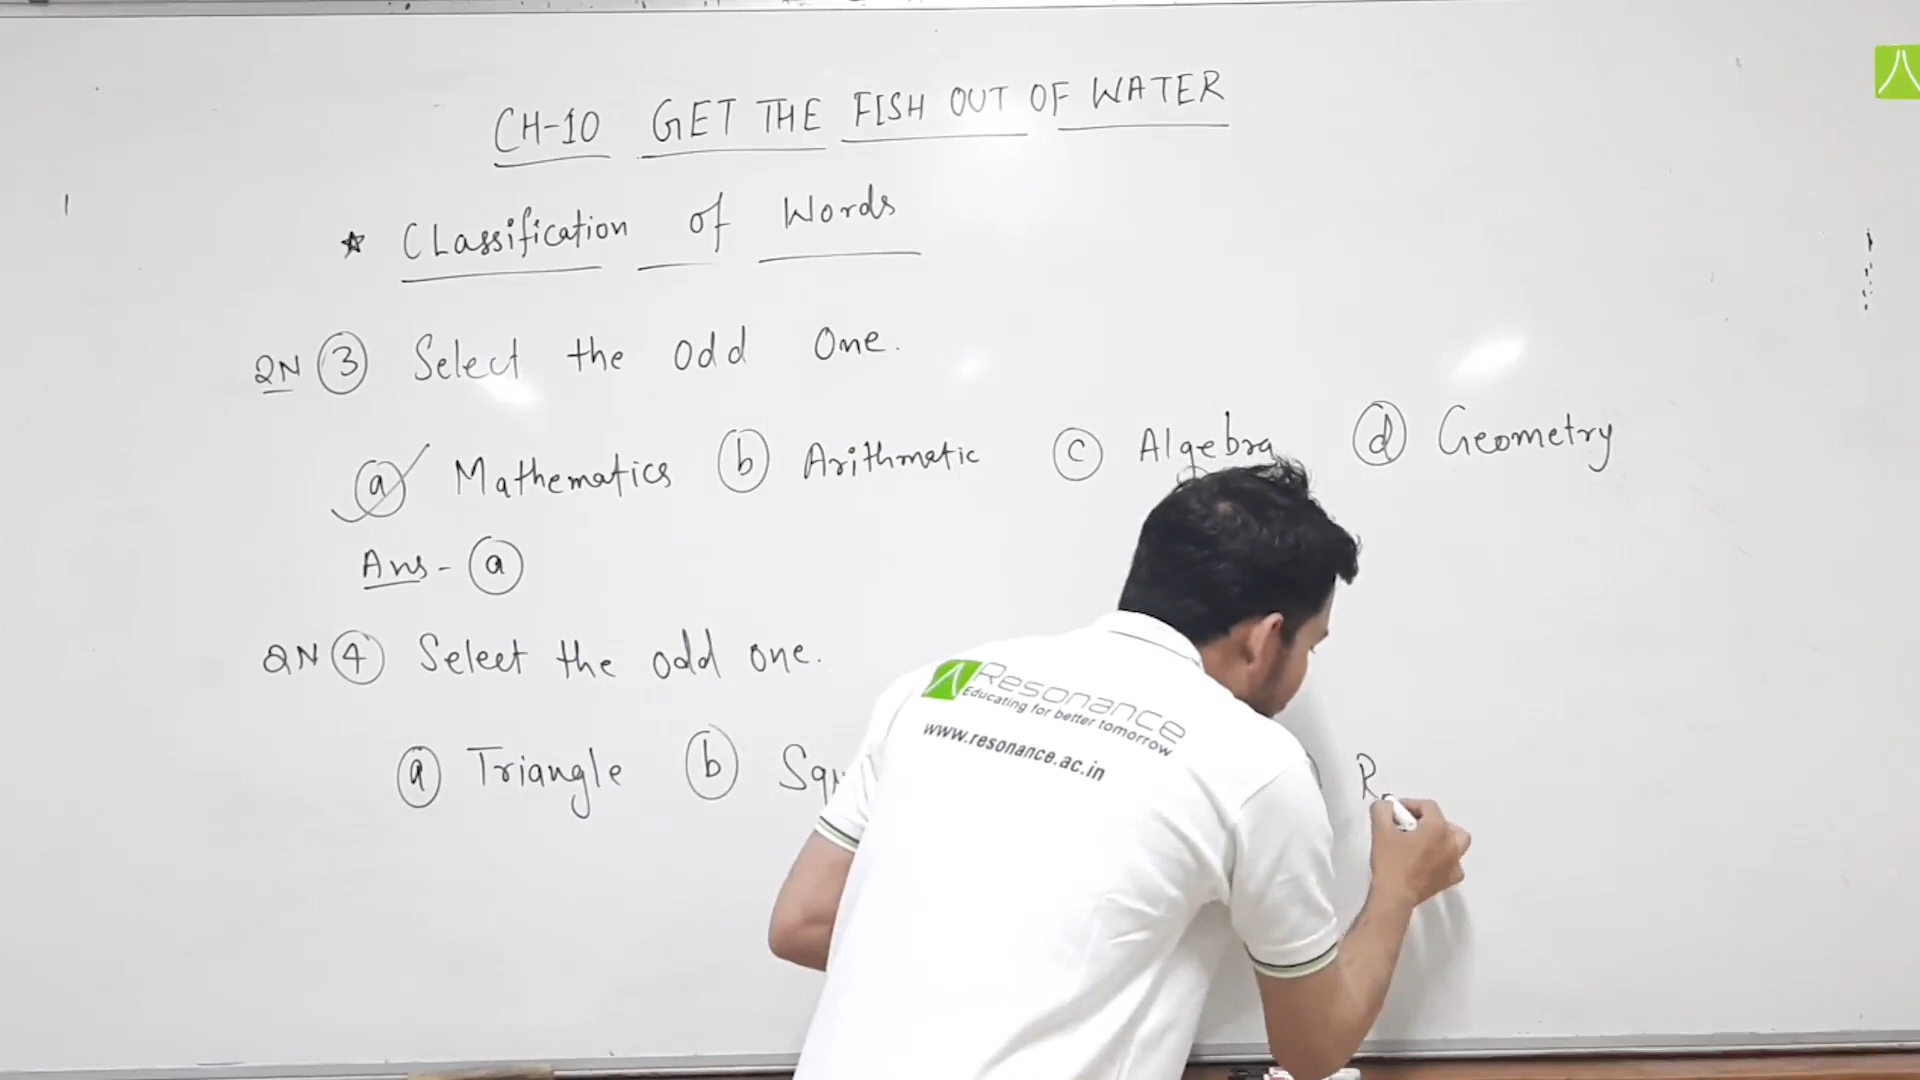 CH-10 GET THE FISH OUT OF WATER
* CLassification of Words
QN 3 Select the odd One.
a Mathematics b Arithmatic c Algebra d Geometry
Ans - a
QN 4 Select the odd one.
a Triangle b
Resonance
Educating for better tomorrow
www.resonance.ac.in